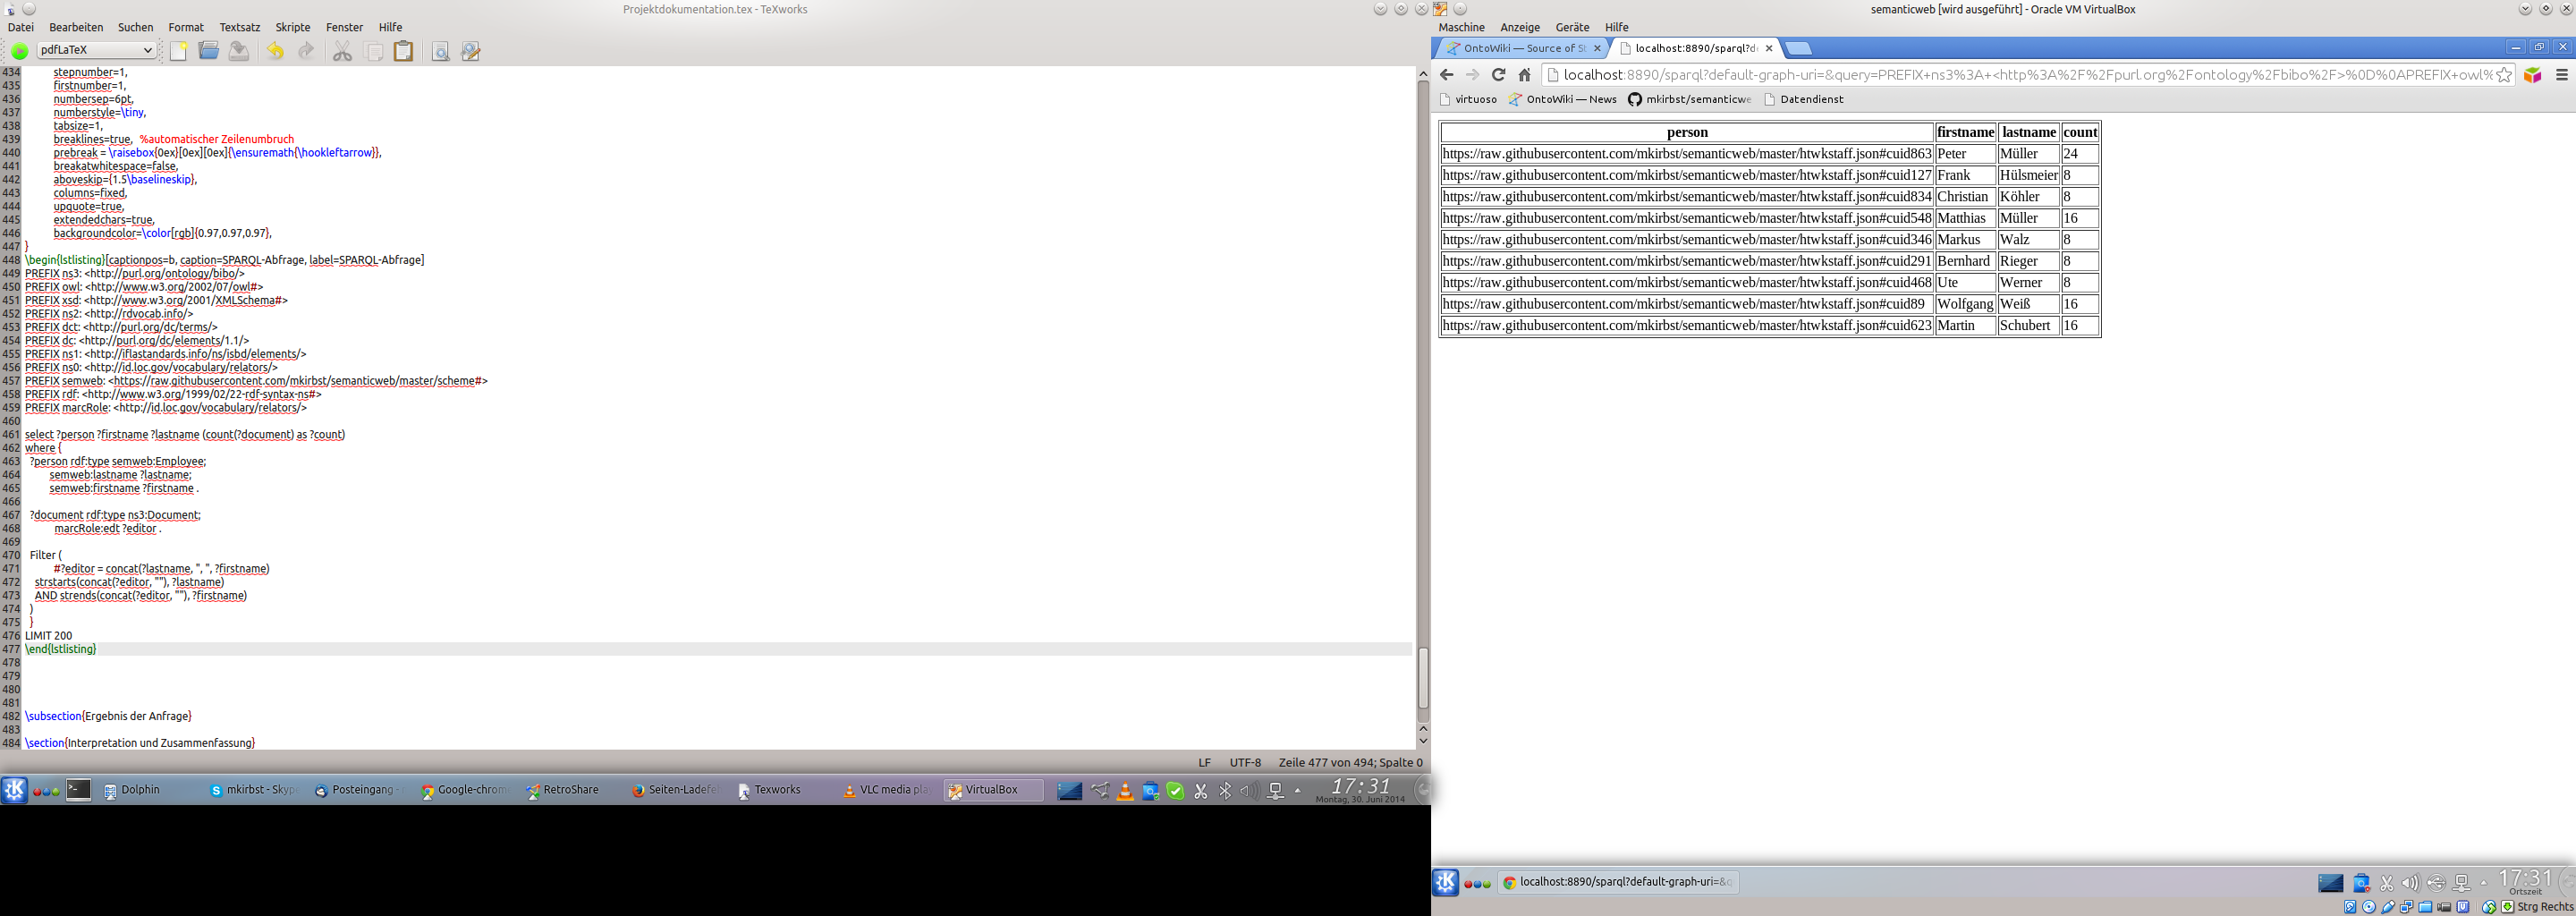 Projektdokumentation.tex - TeXworks
Datei Bearbeiten Suchen Format Textsatz Skripte Fenster Hilfe
pdfLaTeX
434 stepnumber=1,
435 firstnumber=1,
436 numbersep=6pt,
437 numberstyle=\tiny,
438 tabsize=1,
439 breaklines=true, %automatischer Zeilenumbruch
440 prebreak = \raisebox{0ex}[0ex][0ex]{\ensuremath{\hookleftarrow}},
441 breakatwhitespace=false,
442 aboveskip={1.5\baselineskip},
443 columns=fixed,
444 upquote=true,
445 extendedchars=true,
446 backgroundcolor=\color[rgb]{0.97,0.97,0.97},
447 }
448 \begin{lstlisting}[captionpos=b, caption=SPARQL-Abfrage, label=SPARQL-Abfrage]
449 PREFIX ns3: <http://purl.org/ontology/bibo/>
450 PREFIX owl: <http://www.w3.org/2002/07/owl#>
451 PREFIX xsd: <http://www.w3.org/2001/XMLSchema#>
452 PREFIX ns2: <http://rdvocab.info/>
453 PREFIX dct: <http://purl.org/dc/terms/>
454 PREFIX dc: <http://purl.org/dc/elements/1.1/>
455 PREFIX ns1: <http://iflastandards.info/ns/isbd/elements/>
456 PREFIX ns0: <http://id.loc.gov/vocabulary/relators/>
457 PREFIX semweb: <https://raw.githubusercontent.com/mkirbst/semanticweb/master/scheme#>
458 PREFIX rdf: <http://www.w3.org/1999/02/22-rdf-syntax-ns#>
459 PREFIX marcRole: <http://id.loc.gov/vocabulary/relators/>
460
461 select ?person ?firstname ?lastname (count(?document) as ?count)
462 where {
463 ?person rdf:type semweb:Employee;
464 semweb:lastname ?lastname;
465 semweb:firstname ?firstname .
466
467 ?document rdf:type ns3:Document;
468 marcRole:edt ?editor .
469
470 Filter (
471 #?editor = concat(?lastname, ", ", ?firstname)
472 strstarts(concat(?editor, ""), ?lastname)
473 AND strends(concat(?editor, ""), ?firstname)
474 )
475 }
476 LIMIT 200
477 \end{lstlisting}
478
479
480
481
482 \subsection{Ergebnis der Anfrage}
483
484 \section{Interpretation und Zusammenfassung}
LF UTF-8 Zeile 477 von 494; Spalte 0
Dolphin mkirbst - Skyp Posteingang - Google-chrom RetroShare Seiten-Ladefe Texworks VLC media play VirtualBox 17:31
Montag, 30. Juni 2014
semanticweb [wird ausgeführt] - Oracle VM VirtualBox
Maschine Anzeige Geräte Hilfe
OntoWiki — Source of St localhost:8890/sparql?de
localhost:8890/sparql?default-graph-uri=&query=PREFIX+ns3%3A+<http%3A%2F%2Fpurl.org%2Fontology%2Fbibo%2F>%0D%0APREFIX+owl%
virtuoso OntoWiki — News mkirbst/semanticwe Datendienst
person firstname lastname count
https://raw.githubusercontent.com/mkirbst/semanticweb/master/htwkstaff.json#cuid863 Peter Müller 24
https://raw.githubusercontent.com/mkirbst/semanticweb/master/htwkstaff.json#cuid127 Frank Hülsmeier 8
https://raw.githubusercontent.com/mkirbst/semanticweb/master/htwkstaff.json#cuid834 Christian Köhler 8
https://raw.githubusercontent.com/mkirbst/semanticweb/master/htwkstaff.json#cuid548 Matthias Müller 16
https://raw.githubusercontent.com/mkirbst/semanticweb/master/htwkstaff.json#cuid346 Markus Walz 8
https://raw.githubusercontent.com/mkirbst/semanticweb/master/htwkstaff.json#cuid291 Bernhard Rieger 8
https://raw.githubusercontent.com/mkirbst/semanticweb/master/htwkstaff.json#cuid468 Ute Werner 8
https://raw.githubusercontent.com/mkirbst/semanticweb/master/htwkstaff.json#cuid89 Wolfgang Weiß 16
https://raw.githubusercontent.com/mkirbst/semanticweb/master/htwkstaff.json#cuid623 Martin Schubert 16
localhost:8890/sparql?default-graph-uri=&q 17:31
Ortszeit
Strg Rechts